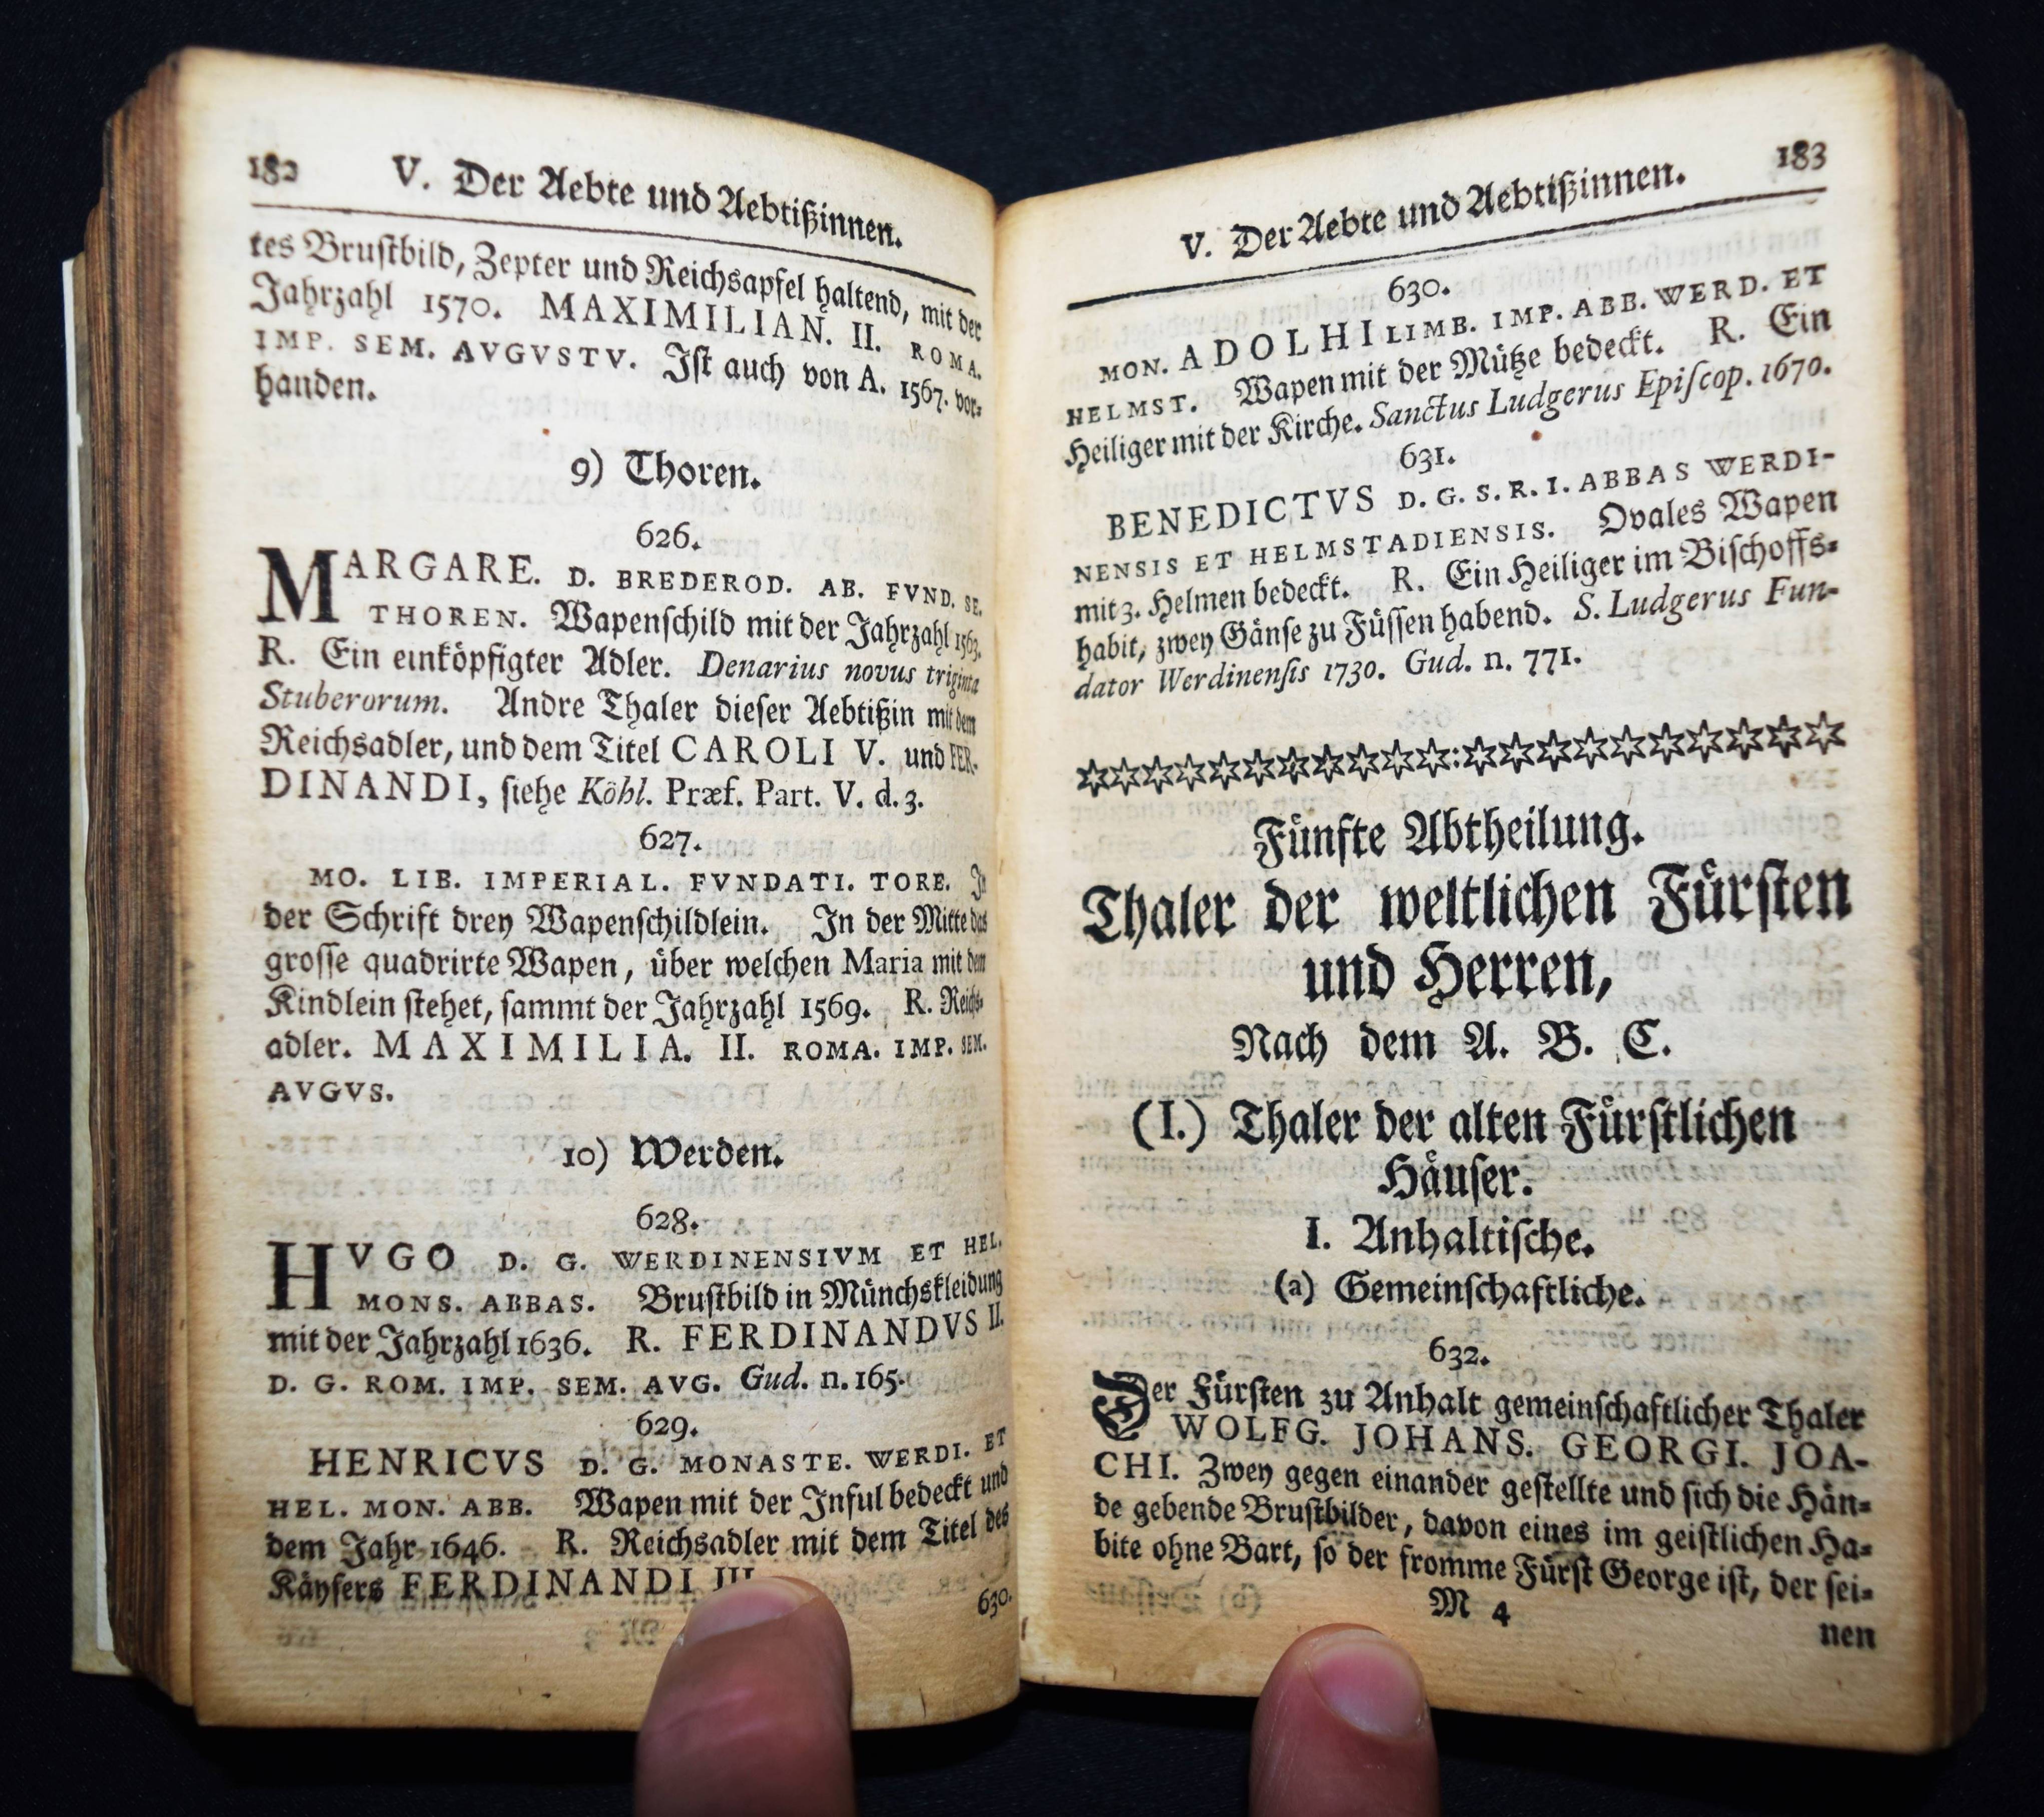 182 V. Der Aebte und Aebtißinnen.
tes Bruſtbild, Zepter und Reichsapfel haltend, mit der
Jahrzahl 1570. MAXIMILIAN. II. ROMA.
IMP. SEM. AVGVSTV. Iſt auch von A. 1567. vor-
handen.
9) Thoren.
626.
MARGARE. D. BREDEROD. AB. FVND. SE.
THOREN. Wapenſchild mit der Jahrzahl 1563.
R. Ein einköpfigter Adler. Denarius novus triginta
Stuberorum. Andre Thaler dieſer Aebtißin mit dem
Reichsadler, und dem Titel CAROLI V. und FER-
DINANDI, ſiehe Köhl. Præf. Part. V. d. 3.
627.
MO. LIB. IMPERIAL. FVNDATI. TORE. In
der Schrift drey Wapenſchildlein. In der Mitte das
groſſe quadrirte Wapen, über welchen Maria mit dem
Kindlein ſtehet, ſammt der Jahrzahl 1569. R. Reichs-
adler. MAXIMILIA. II. ROMA. IMP. SEM.
AVGVS.
10) Werden.
628.
HVGO D. G. WERDINENSIVM ET HEL.
MONS. ABBAS. Bruſtbild in Münchskleidung
mit der Jahrzahl 1636. R. FERDINANDVS II.
D. G. ROM. IMP. SEM. AVG. Gud. n. 165.
629.
HENRICVS D. G. MONASTE. WERDI. ET
HEL. MON. ABB. Wapen mit der Inful bedeckt und
dem Jahr 1646. R. Reichsadler mit dem Titel des
Käyſers FERDINANDI III.
630.
V. Der Aebte und Aebtißinnen. 183
630.
MON. ADOLHI LIMB. IMP. ABB. WERD. ET
HELMST. Wapen mit der Mütze bedeckt. R. Ein
Heiliger mit der Kirche. Sanctus Ludgerus Epiſcop. 1670.
631.
BENEDICTVS D. G. S. R. I. ABBAS WERDI-
NENSIS ET HELMSTADIENSIS. Ovales Wapen
mit 3. Helmen bedeckt. R. Ein Heiliger im Biſchoffs-
habit, zwey Gänſe zu Füſſen habend. S. Ludgerus Fun-
dator Werdinenſis 1730. Gud. n. 771.
Fünfte Abtheilung.
Thaler der weltlichen Fürſten
und Herren,
Nach dem A. B. C.
(I.) Thaler der alten Fürſtlichen
Häuſer.
I. Anhaltiſche.
(a) Gemeinſchaftliche.
632.
Der Fürſten zu Anhalt gemeinſchaftlicher Thaler
WOLFG. JOHANS. GEORGI. JOA-
CHI. Zwey gegen einander geſtellte und ſich die Hän-
de gebende Bruſtbilder, davon eines im geiſtlichen Ha-
bite ohne Bart, ſo der fromme Fürſt George iſt, der ſei-
M 4
nen